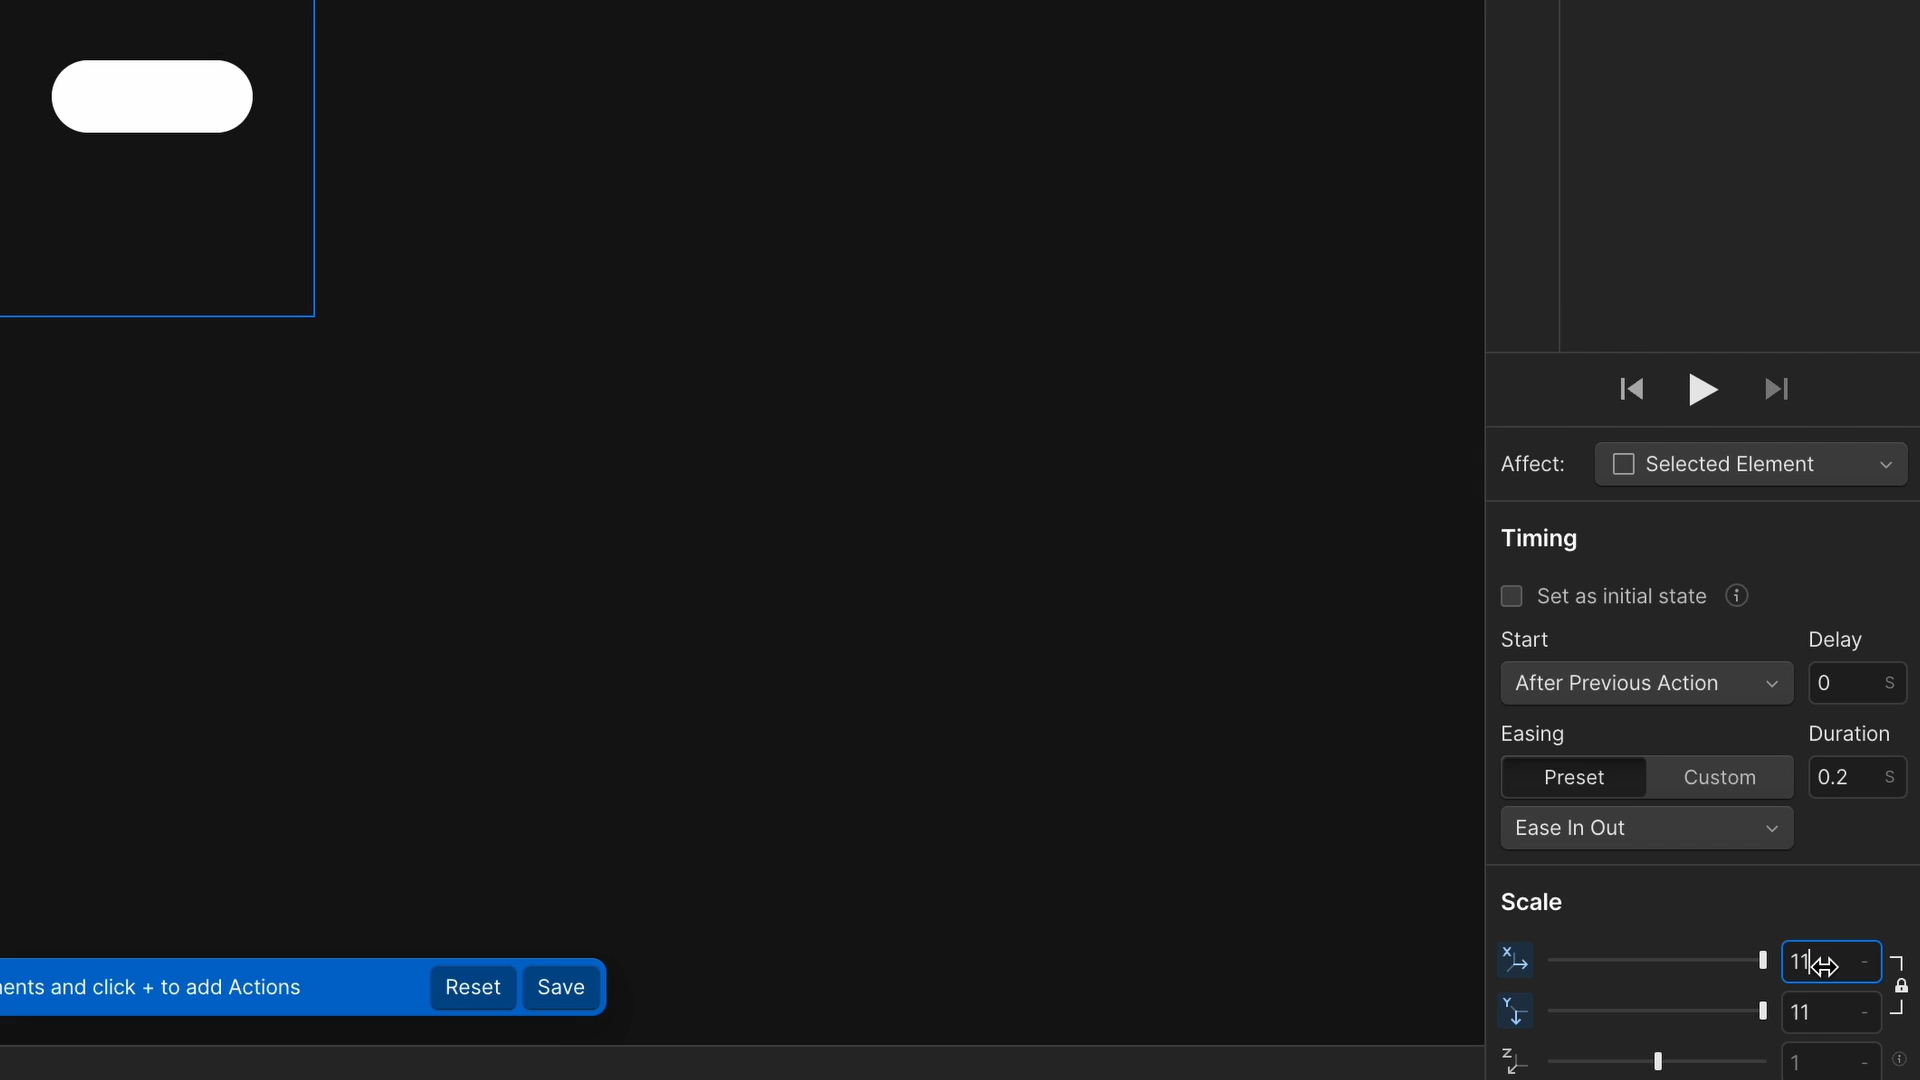 Affect: Selected Element
Timing
Set as initial state
Start Delay
After Previous Action 0 S
Easing Duration
Preset Custom 0.2 S
Ease In Out
Scale
X 11 -
ents and click + to add Actions Reset Save
Y 11 -
Z 1 -